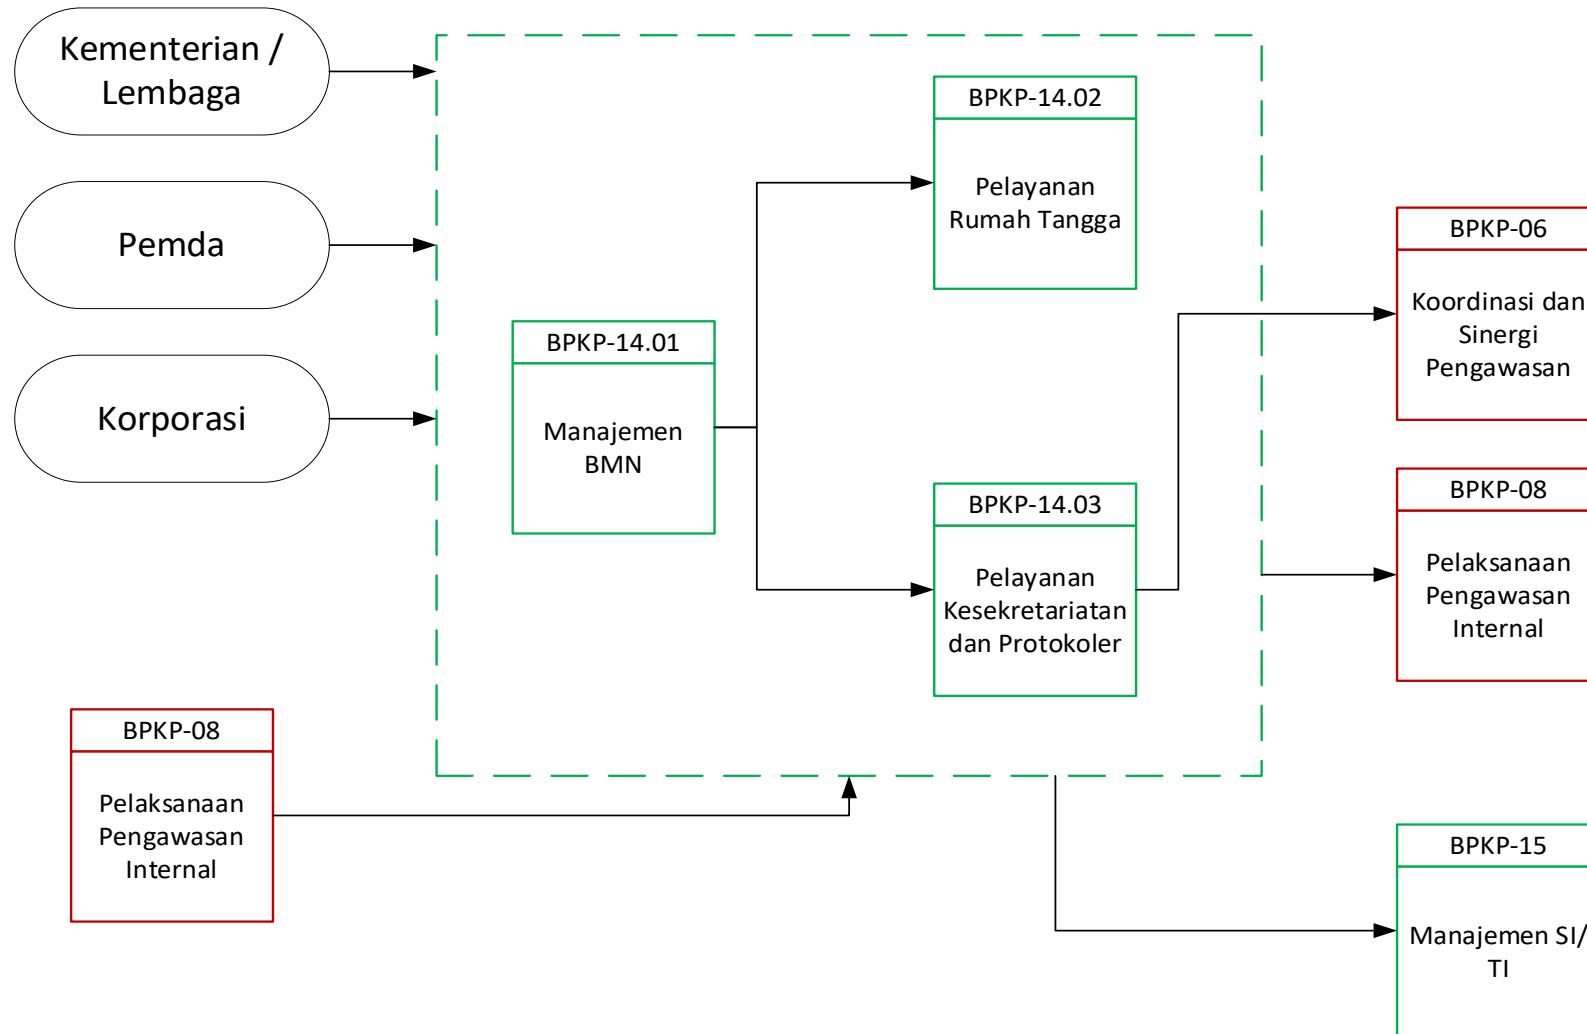 Kementerian /
Lembaga
Pemda
Korporasi
BPKP-14.01
Manajemen
BMN
BPKP-14.02
Pelayanan
Rumah Tangga
BPKP-14.03
Pelayanan
Kesekretariatan
dan Protokoler
BPKP-06
Koordinasi dan
Sinergi
Pengawasan
BPKP-08
Pelaksanaan
Pengawasan
Internal
BPKP-08
Pelaksanaan
Pengawasan
Internal
BPKP-15
Manajemen SI/
TI